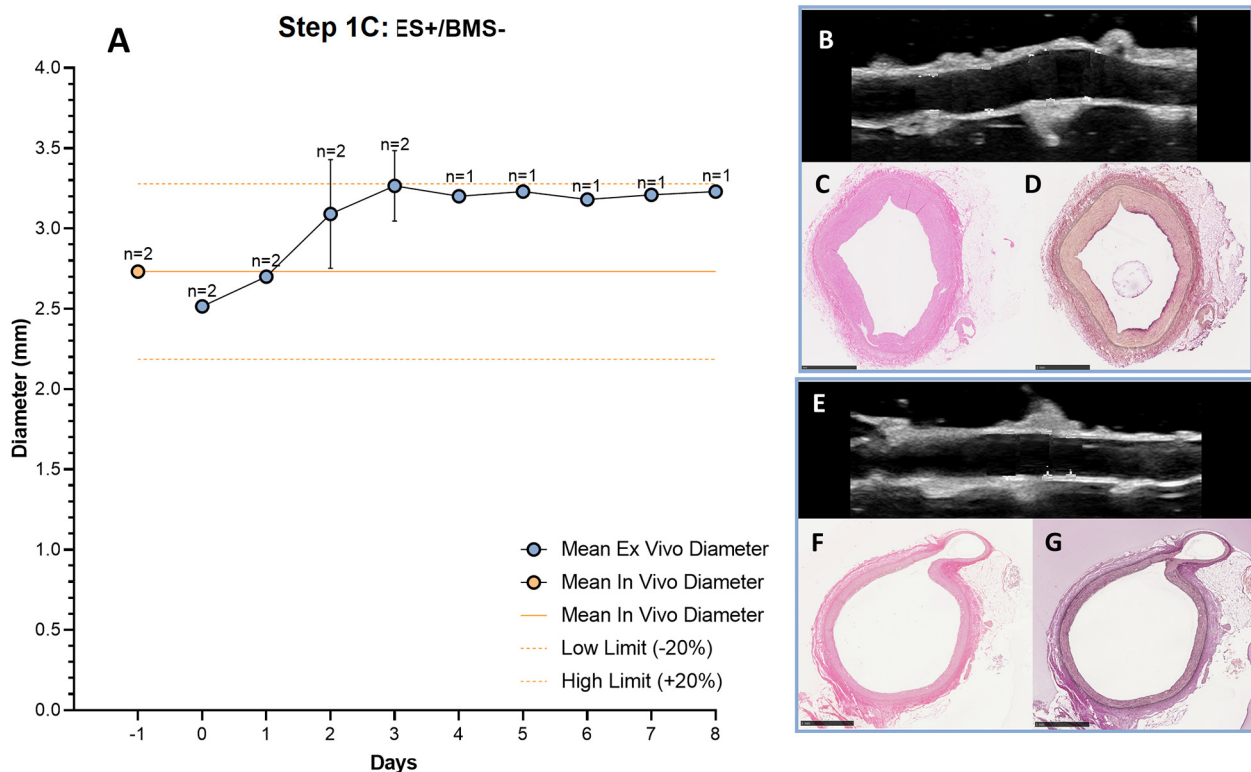 A
Step 1C: ES+/BMS-
4.0
3.5
3.0
2.5
2.0
1.5
1.0
0.5
0.0
Diameter (mm)
n=2
n=2
n=2
n=2
n=2
n=1
n=1
n=1
n=1
n=1
Mean Ex Vivo Diameter
Mean In Vivo Diameter
Mean In Vivo Diameter
Low Limit (-20%)
High Limit (+20%)
-1 0 1 2 3 4 5 6 7 8
Days
B
C
D
E
F
G